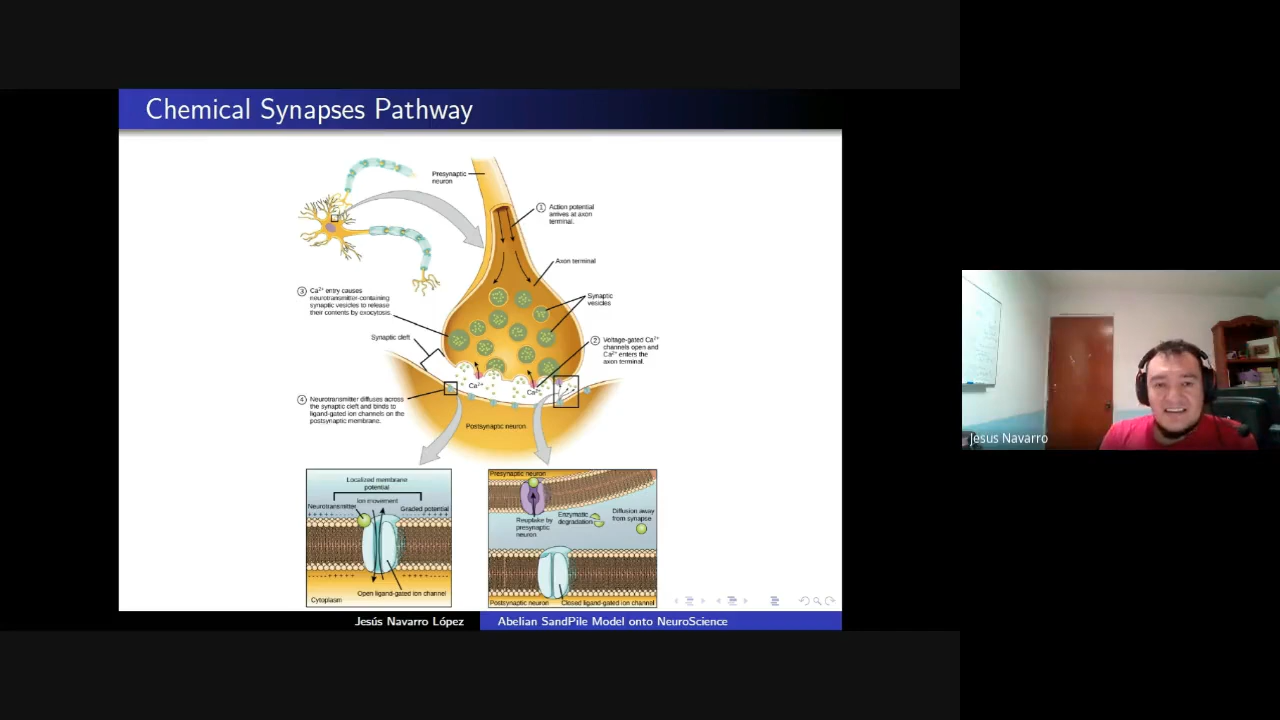 Chemical Synapses Pathway
Presynaptic
neuron
1 Action potential
arrives at axon
terminal.
Axon terminal
3 Ca2+ entry causes
neurotransmitter-containing
synaptic vesicles to release
their contents by exocytosis.
Synaptic
vesicles
Synaptic cleft
2 Voltage-gated Ca2+
channels open and
Ca2+ enters the
axon terminal.
Ca2+
Ca2+
4 Neurotransmitter diffuses across
the synaptic cleft and binds to
ligand-gated ion channels on the
postsynaptic membrane.
Postsynaptic neuron
Localized membrane
potential
Ion movement
Neurotransmitter
Graded potential
Open ligand-gated ion channel
Cytoplasm
Presynaptic neuron
Reuptake by
presynaptic
neuron
Enzymatic
degradation
Diffusion away
from synapse
Postsynaptic neuron
Closed ligand-gated ion channel
Jesús Navarro López
Abelian SandPile Model onto NeuroScience
Jesus Navarro